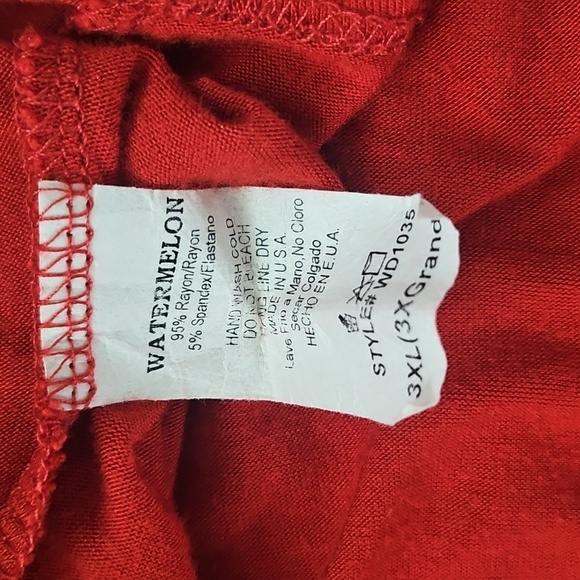 WATERMELON
95% Rayon/Rayon
5% Spandex/Elastano
HAND WASH COLD
DO NOT BLEACH
HANG LINE DRY
MADE IN U.S.A.
Lave Frio a Mano,No Cloro
Secar Colgado
HECHO EN E.U.A.
STYLE# WD1035
3XL(3XGrand